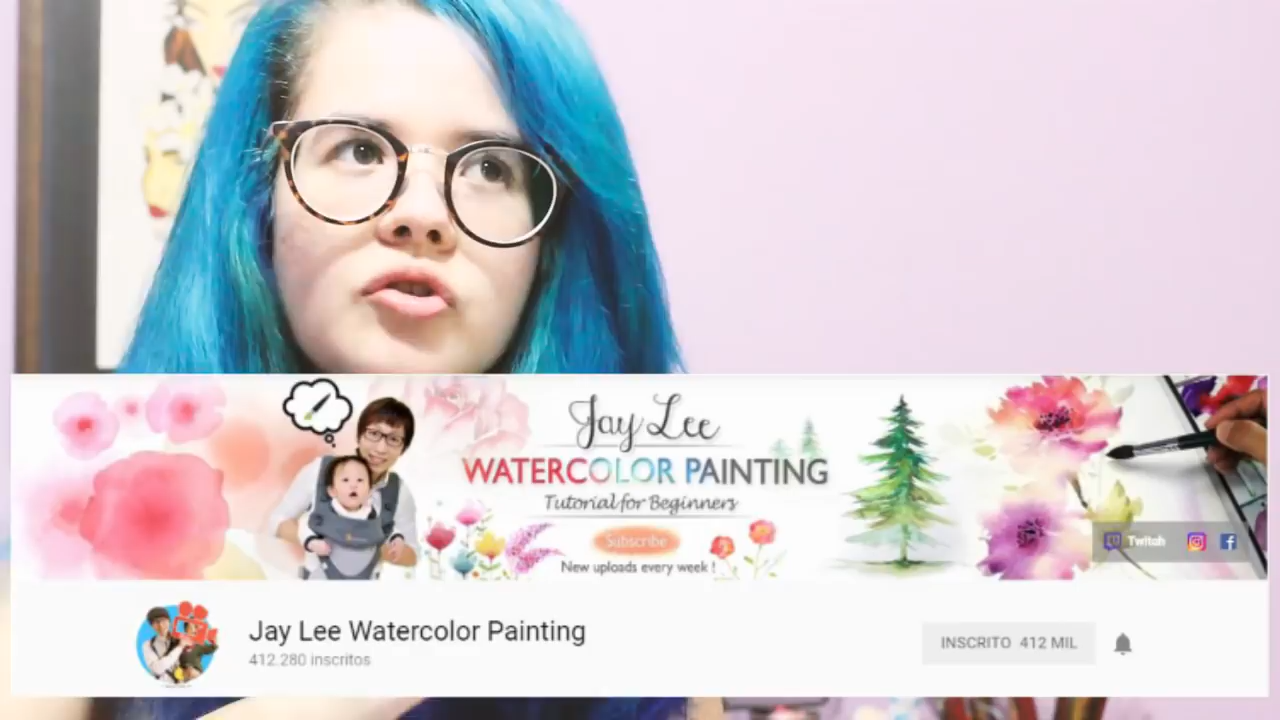 Jay Lee
WATERCOLOR PAINTING
Tutorial for Beginners
Subscribe
New uploads every week !
Twitch
Jay Lee Watercolor Painting
412.280 inscritos
INSCRITO 412 MIL